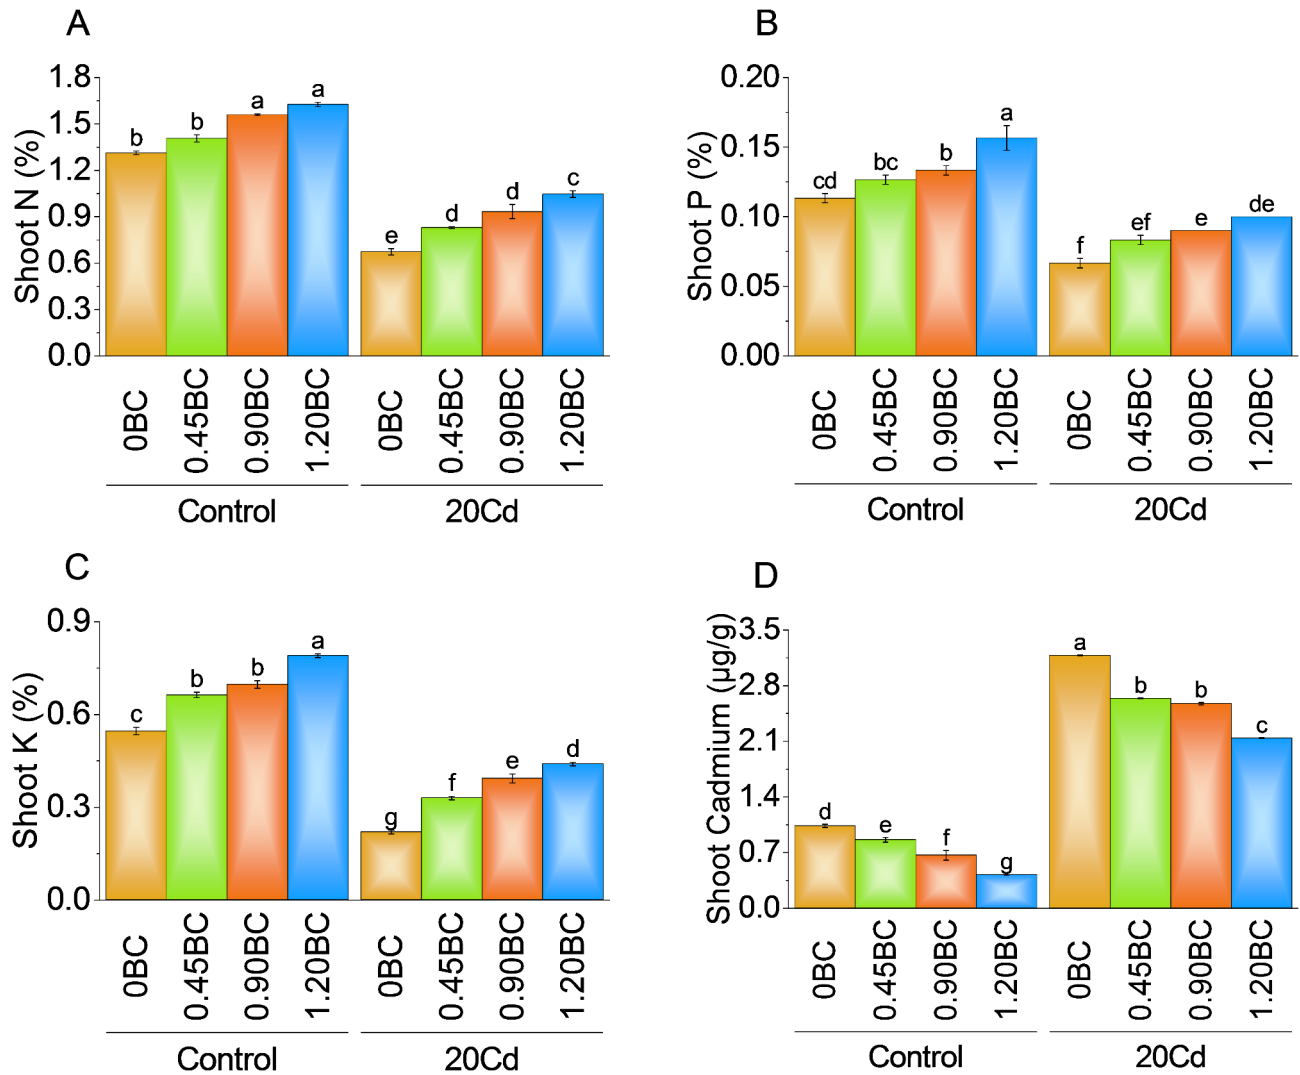 A
Shoot N (%)
1.8
1.5
1.2
0.9
0.6
0.3
0.0
b
b
a
a
e
d
d
c
0BC
0.45BC
0.90BC
1.20BC
0BC
0.45BC
0.90BC
1.20BC
Control
20Cd
B
Shoot P (%)
0.20
0.15
0.10
0.05
0.00
cd
bc
b
a
f
ef
e
de
0BC
0.45BC
0.90BC
1.20BC
0BC
0.45BC
0.90BC
1.20BC
Control
20Cd
C
Shoot K (%)
0.9
0.6
0.3
0.0
c
b
b
a
g
f
e
d
0BC
0.45BC
0.90BC
1.20BC
0BC
0.45BC
0.90BC
1.20BC
Control
20Cd
D
Shoot Cadmium (µg/g)
3.5
2.8
2.1
1.4
0.7
0.0
d
e
f
g
a
b
b
c
0BC
0.45BC
0.90BC
1.20BC
0BC
0.45BC
0.90BC
1.20BC
Control
20Cd